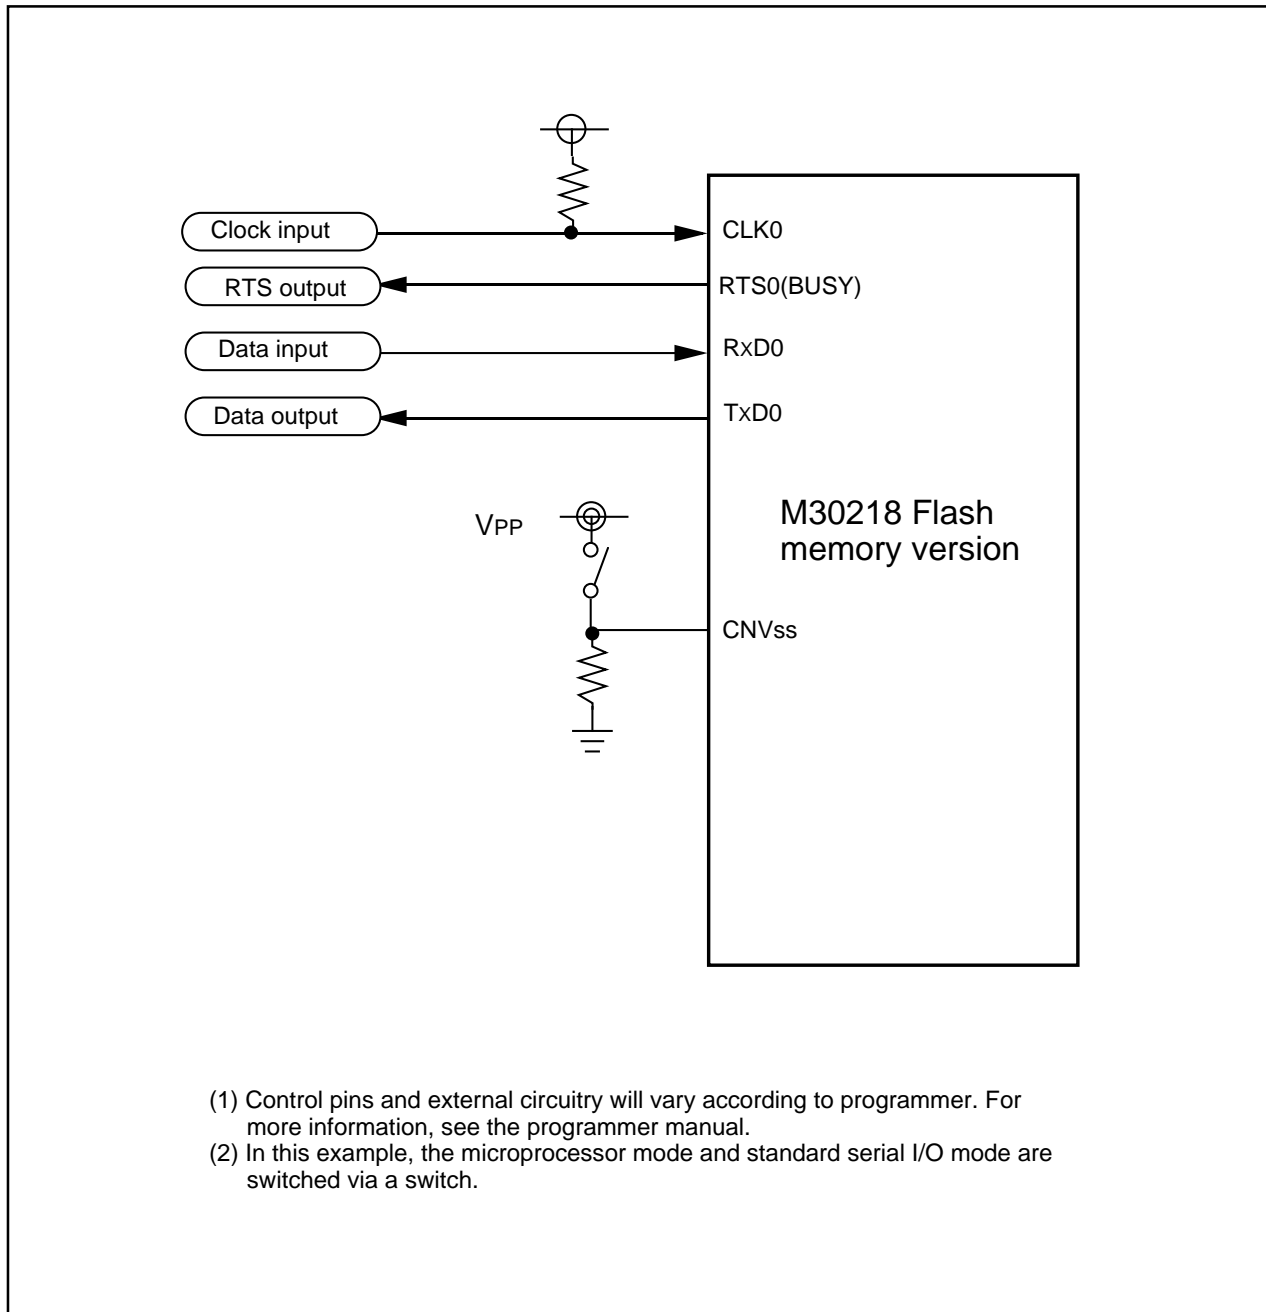 Clock input
CLK0
RTS output
RTS0(BUSY)
Data input
RxD0
Data output
TxD0
VPP
M30218 Flash
memory version
CNVss
(1) Control pins and external circuitry will vary according to programmer. For
more information, see the programmer manual.
(2) In this example, the microprocessor mode and standard serial I/O mode are
switched via a switch.